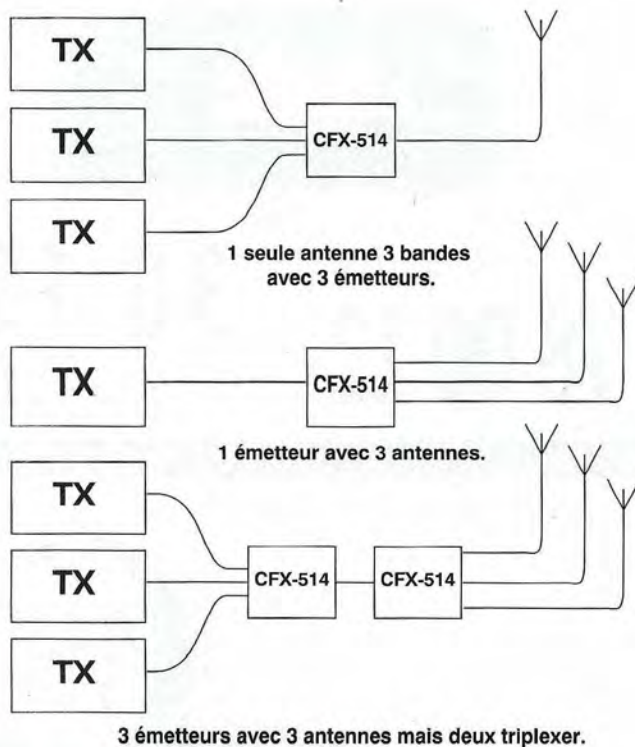 TX
TX
CFX-514
TX
1 seule antenne 3 bandes
avec 3 émetteurs.
TX
CFX-514
1 émetteur avec 3 antennes.
TX
TX
CFX-514
CFX-514
TX
3 émetteurs avec 3 antennes mais deux triplexer.